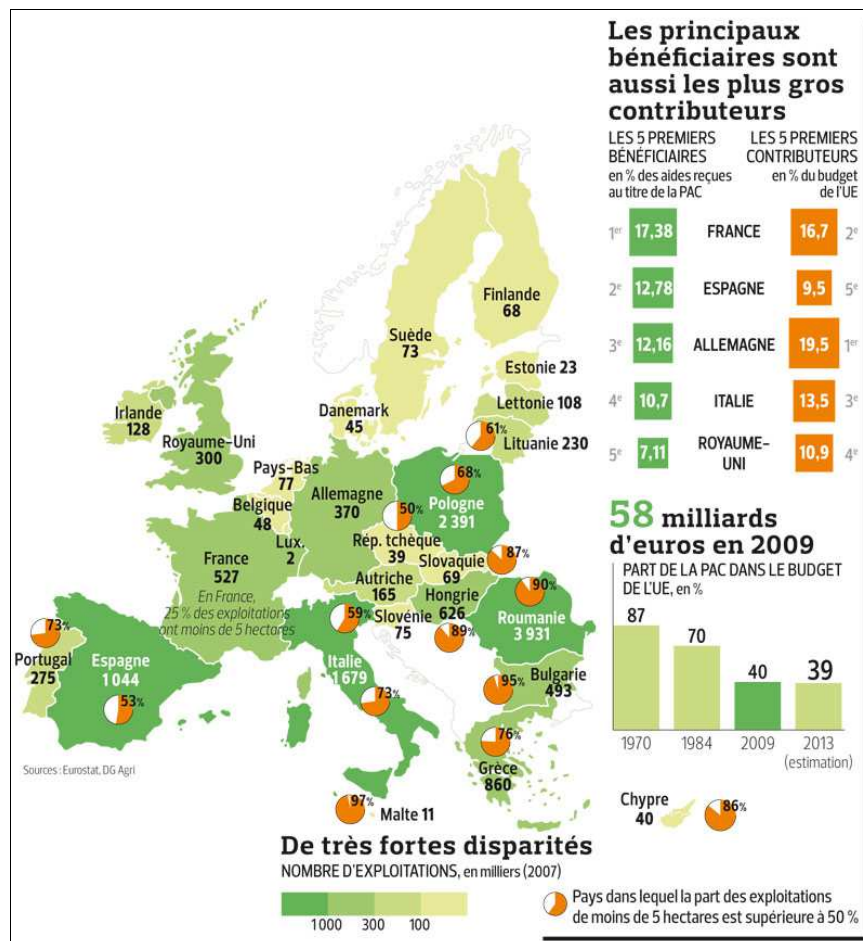 Les principaux
bénéficiaires sont
aussi les plus gros
contributeurs
LES 5 PREMIERS
BÉNÉFICIAIRES
en % des aides reçues
au titre de la PAC
LES 5 PREMIERS
CONTRIBUTEURS
en % du budget
de l'UE
1er 17,38 FRANCE 16,7 2e
2e 12,78 ESPAGNE 9,5 5e
3e 12,16 ALLEMAGNE 19,5 1er
4e 10,7 ITALIE 13,5 3e
5e 7,11 ROYAUME-
UNI 10,9 4e
58 milliards
d'euros en 2009
PART DE LA PAC DANS LE BUDGET
DE L'UE, en %
87
70
40
39
1970
1984
2009
2013
(estimation)
Finlande
68
Suède
73
Estonie 23
Lettonie 108
Lituanie 230
61%
Danemark
45
Irlande
128
Royaume-Uni
300
Pays-Bas
77
Belgique
48
Lux.
2
Allemagne
370
68%
Pologne
2 391
50%
Rép. tchèque
39
87%
Slovaquie
69
Autriche
165
Hongrie
626
89%
59%
Slovénie
75
90%
Roumanie
3 931
France
527
En France,
25 % des exploitations
ont moins de 5 hectares
73%
Portugal
275
Espagne
1 044
53%
Italie
1 679
73%
95%
Bulgarie
493
76%
Grèce
860
97%
Malte 11
Chypre
40
86%
Sources : Eurostat, DG Agri
De très fortes disparités
NOMBRE D'EXPLOITATIONS, en milliers (2007)
1000 300 100
Pays dans lequel la part des exploitations
de moins de 5 hectares est supérieure à 50 %